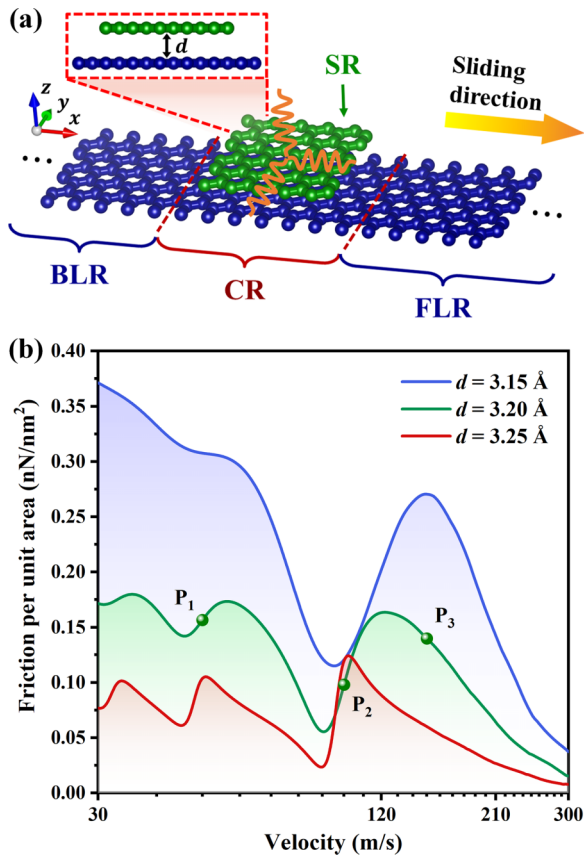 (a)
d
SR
Sliding
direction
z
y
x
...
...
BLR
CR
FLR
(b)
Friction per unit area (nN/nm²)
0.40
0.35
0.30
0.25
0.20
0.15
0.10
0.05
0.00
d = 3.15 Å
d = 3.20 Å
d = 3.25 Å
P₁
P₂
P₃
30
120
210
300
Velocity (m/s)